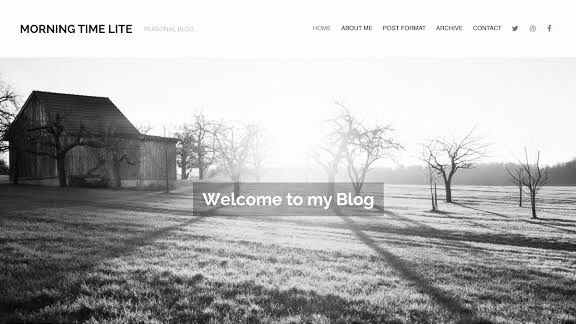 MORNING TIME LITE
PERSONAL BLOG
HOME ABOUT ME POST FORMAT ARCHIVE CONTACT
Welcome to my Blog